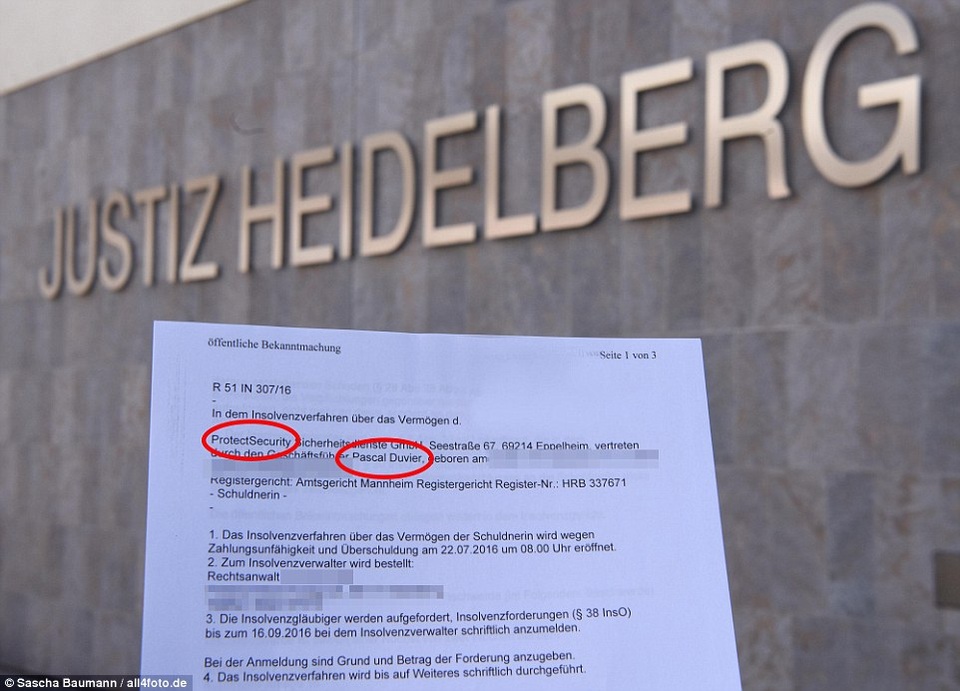 JUSTIZ HEIDELBERG
öffentliche Bekanntmachung
Seite 1 von 3
R 51 IN 307/16
-
In dem Insolvenzverfahren über das Vermögen d.
ProtectSecurity Sicherheitsdienste GmbH, Seestraße 67, 69214 Eppelheim, vertreten
durch den Geschäftsführer Pascal Duvier, geboren am
Registergericht: Amtsgericht Mannheim Registergericht Register-Nr.: HRB 337671
- Schuldnerin -
-
1. Das Insolvenzverfahren über das Vermögen der Schuldnerin wird wegen
Zahlungsunfähigkeit und Überschuldung am 22.07.2016 um 08.00 Uhr eröffnet.
2. Zum Insolvenzverwalter wird bestellt:
Rechtsanwalt
3. Die Insolvenzgläubiger werden aufgefordert, Insolvenzforderungen (§ 38 InsO)
bis zum 16.09.2016 bei dem Insolvenzverwalter schriftlich anzumelden.
Bei der Anmeldung sind Grund und Betrag der Forderung anzugeben.
4. Das Insolvenzverfahren wird bis auf Weiteres schriftlich durchgeführt.
© Sascha Baumann / all4foto.de